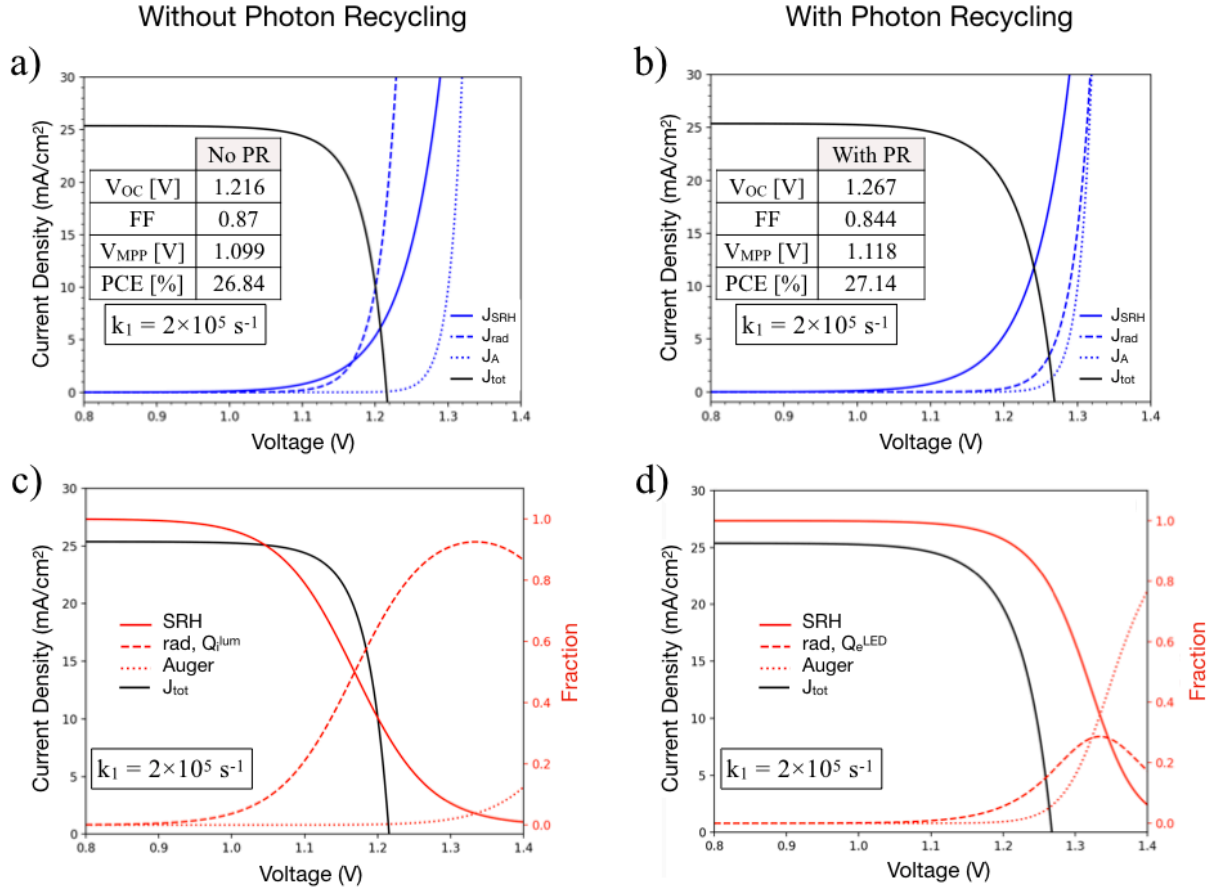 Without Photon Recycling
With Photon Recycling
a)
30
25
20
15
10
5
0
0.8 1.0 1.1 1.2 1.3 1.4
Current Density (mA/cm²)
Voltage (V)
No PR
V_OC [V] 1.216
FF 0.87
V_MPP [V] 1.099
PCE [%] 26.84
k₁ = 2×10⁵ s⁻¹
J_SRH
J_rad
J_A
J_tot
b)
30
25
20
15
10
5
0
0.8 1.0 1.1 1.2 1.3 1.4
Current Density (mA/cm²)
Voltage (V)
With PR
V_OC [V] 1.267
FF 0.844
V_MPP [V] 1.118
PCE [%] 27.14
k₁ = 2×10⁵ s⁻¹
J_SRH
J_rad
J_A
J_tot
c)
30
25
20
15
10
5
0
0.8 1.0 1.1 1.2 1.3 1.4
Current Density (mA/cm²)
Voltage (V)
1.0
0.8
0.6
0.4
0.2
0.0
Fraction
SRH
rad, Q_i^lum
Auger
J_tot
k₁ = 2×10⁵ s⁻¹
d)
30
25
20
15
10
5
0
0.8 1.0 1.1 1.2 1.3 1.4
Current Density (mA/cm²)
Voltage (V)
1.0
0.8
0.6
0.4
0.2
0.0
Fraction
SRH
rad, Q_e^LED
Auger
J_tot
k₁ = 2×10⁵ s⁻¹